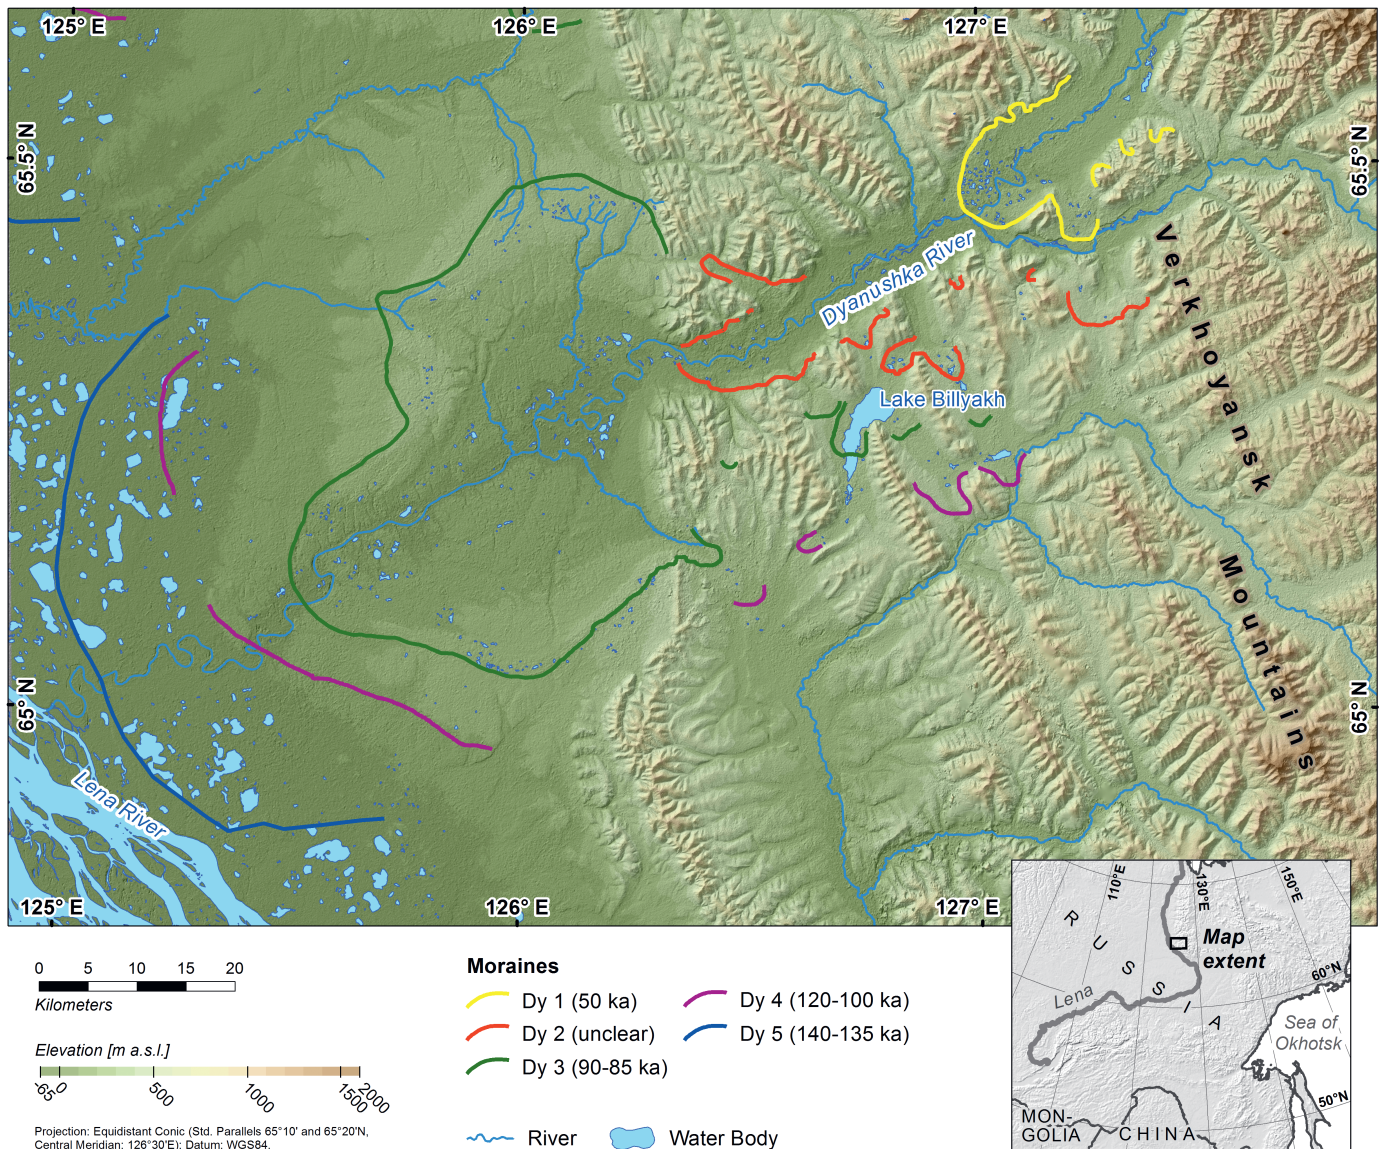 125° E
126° E
127° E
65.5° N
65.5° N
Dyanushka River
Verkhoyansk
Lake Billyakh
Mountains
65° N
65° N
Lena River
125° E
126° E
127° E
110°E
130°E
150°E
RUSSIA
Map
extent
60°N
Lena
Sea of
Okhotsk
50°N
MON-
GOLIA
CHINA
0 5 10 15 20
Kilometers
Elevation [m a.s.l.]
-65 0 500 1000 1500 2000
Projection: Equidistant Conic (Std. Parallels 65°10' and 65°20'N,
Central Meridian: 126°30'E); Datum: WGS84.
Moraines
Dy 1 (50 ka)
Dy 2 (unclear)
Dy 3 (90-85 ka)
Dy 4 (120-100 ka)
Dy 5 (140-135 ka)
River
Water Body